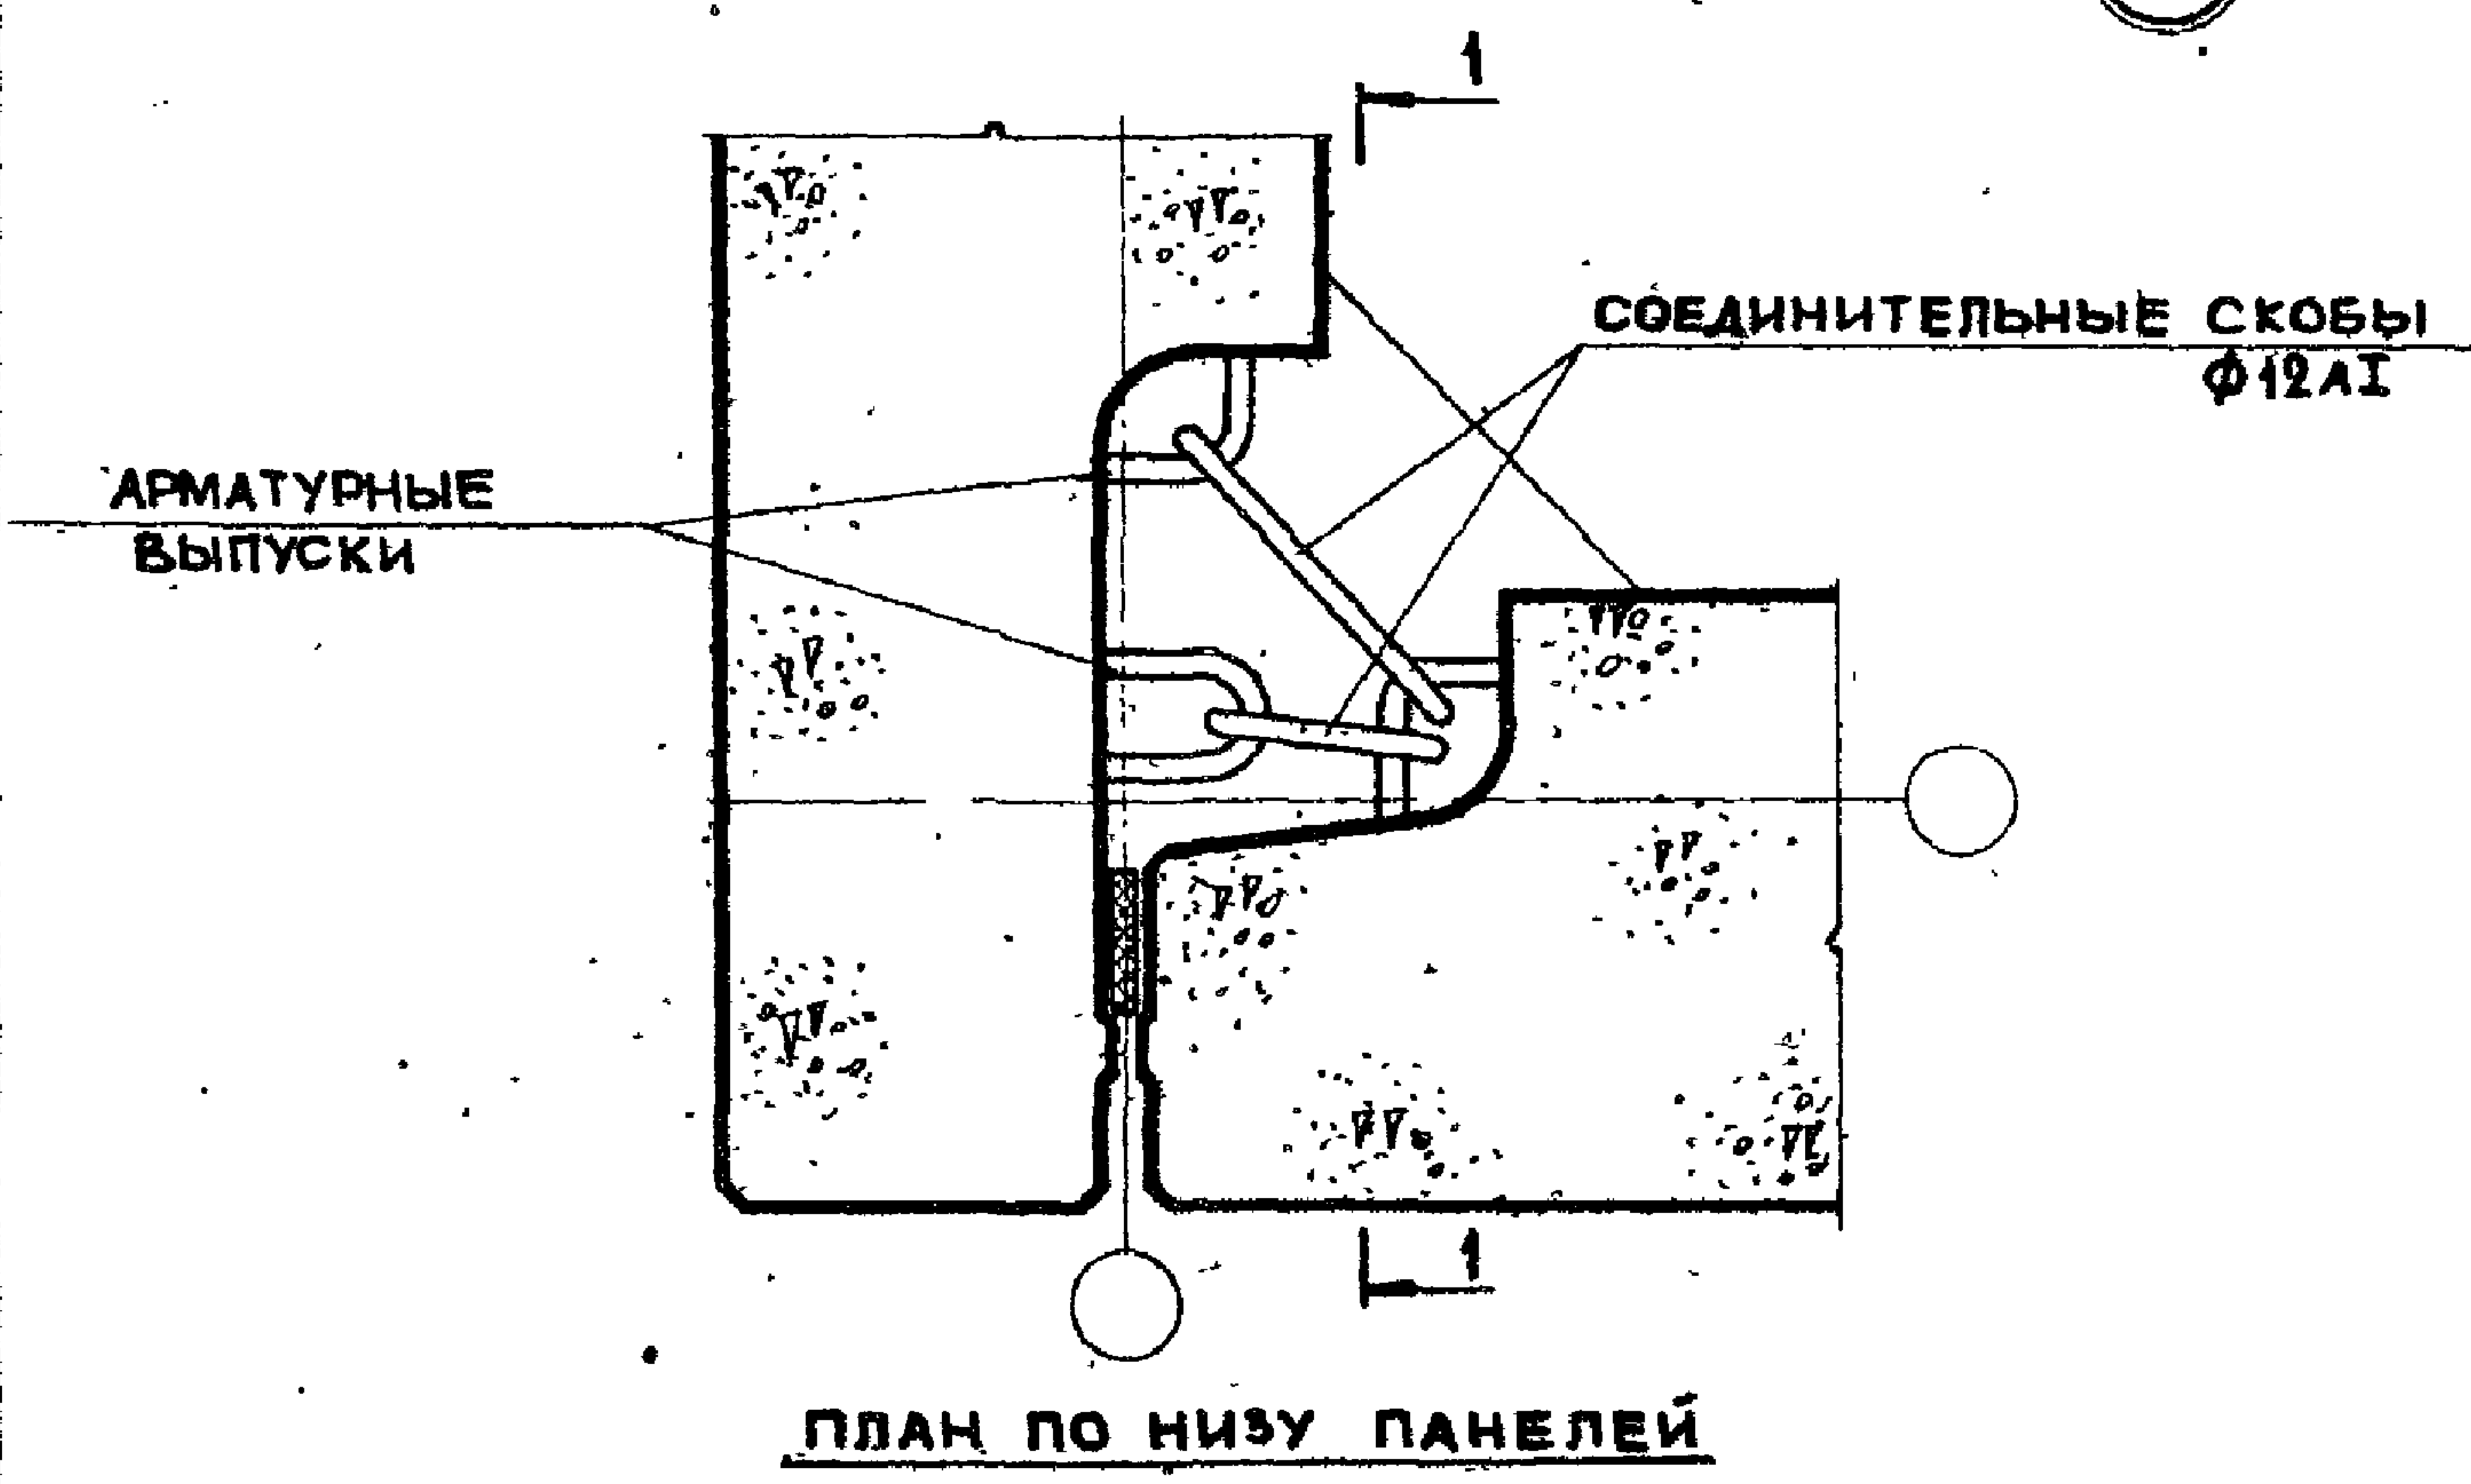 1
СОЕДИНИТЕЛЬНЫЕ СКОБЫ
Ф12АI
АРМАТУРНЫЕ
ВЫПУСКИ
1
ПЛАН ПО НИЗУ ПАНЕЛЕЙ